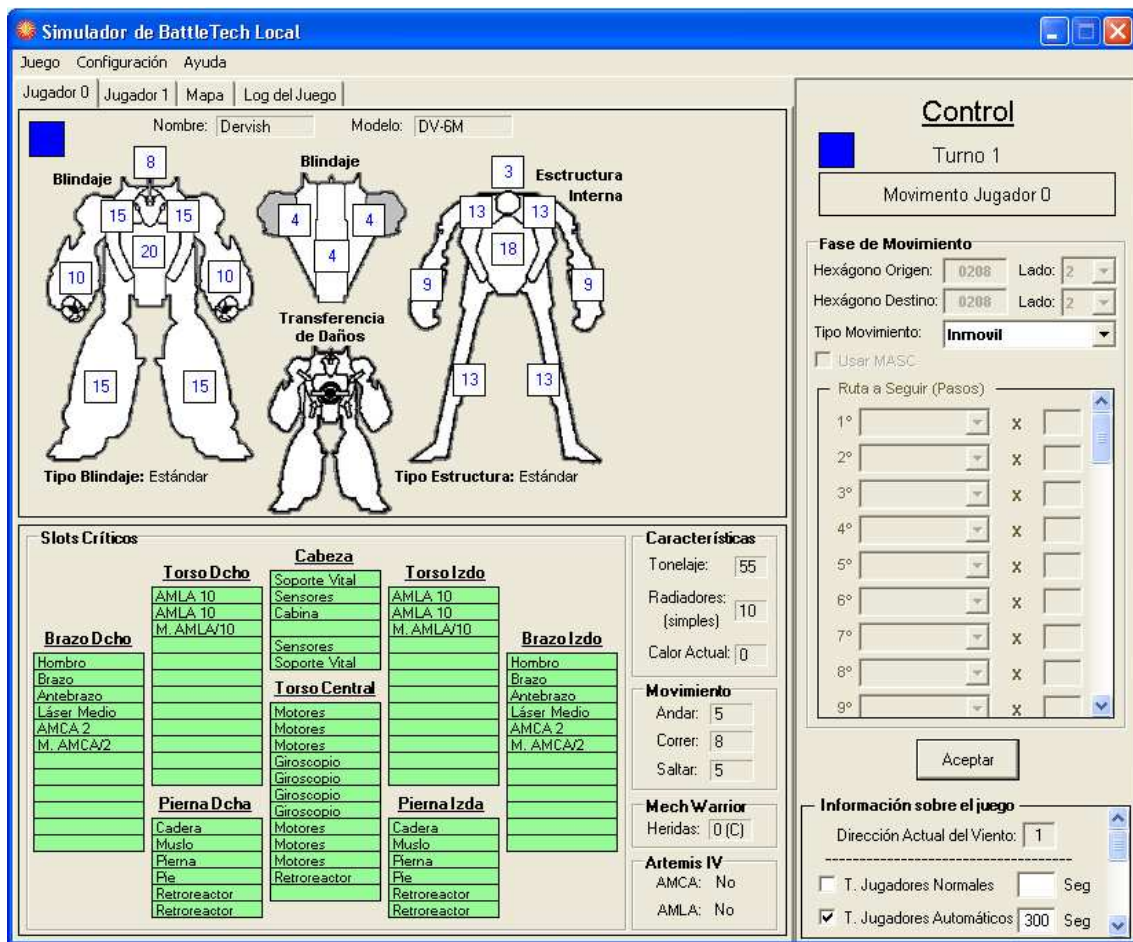 Simulador de BattleTech Local
Juego Configuración Ayuda
Jugador 0 Jugador 1 Mapa Log del Juego
Nombre: Dervish Modelo: DV-6M
Blindaje
8
15 15
20
10 10
15 15
Tipo Blindaje: Estándar
Blindaje
4 4
4
Transferencia
de Daños
Esctructura
Interna
3
13 13
18
9 9
13 13
Tipo Estructura: Estándar
Slots Críticos
Brazo Dcho
Hombro
Brazo
Antebrazo
Láser Medio
AMCA 2
M. AMCA/2
Torso Dcho
AMLA 10
AMLA 10
M. AMLA/10
Pierna Dcha
Cadera
Muslo
Pierna
Pie
Retroreactor
Retroreactor
Cabeza
Soporte Vital
Sensores
Cabina
Sensores
Soporte Vital
Torso Central
Motores
Motores
Motores
Giroscopio
Giroscopio
Giroscopio
Giroscopio
Motores
Motores
Motores
Retroreactor
Torso Izdo
AMLA 10
AMLA 10
M. AMLA/10
Pierna Izda
Cadera
Muslo
Pierna
Pie
Retroreactor
Retroreactor
Brazo Izdo
Hombro
Brazo
Antebrazo
Láser Medio
AMCA 2
M. AMCA/2
Características
Tonelaje: 55
Radiadores: 10
(simples)
Calor Actual: 0
Movimiento
Andar: 5
Correr: 8
Saltar: 5
Mech Warrior
Heridas: 0 (C)
Artemis IV
AMCA: No
AMLA: No
Control
Turno 1
Movimento Jugador 0
Fase de Movimiento
Hexágono Origen: 0208 Lado: 2
Hexágono Destino: 0208 Lado: 2
Tipo Movimiento: Inmovil
Usar MASC
Ruta a Seguir (Pasos)
1º x
2º x
3º x
4º x
5º x
6º x
7º x
8º x
9º x
Aceptar
Información sobre el juego
Dirección Actual del Viento: 1
------------------------------------
T. Jugadores Normales Seg
T. Jugadores Automáticos 300 Seg